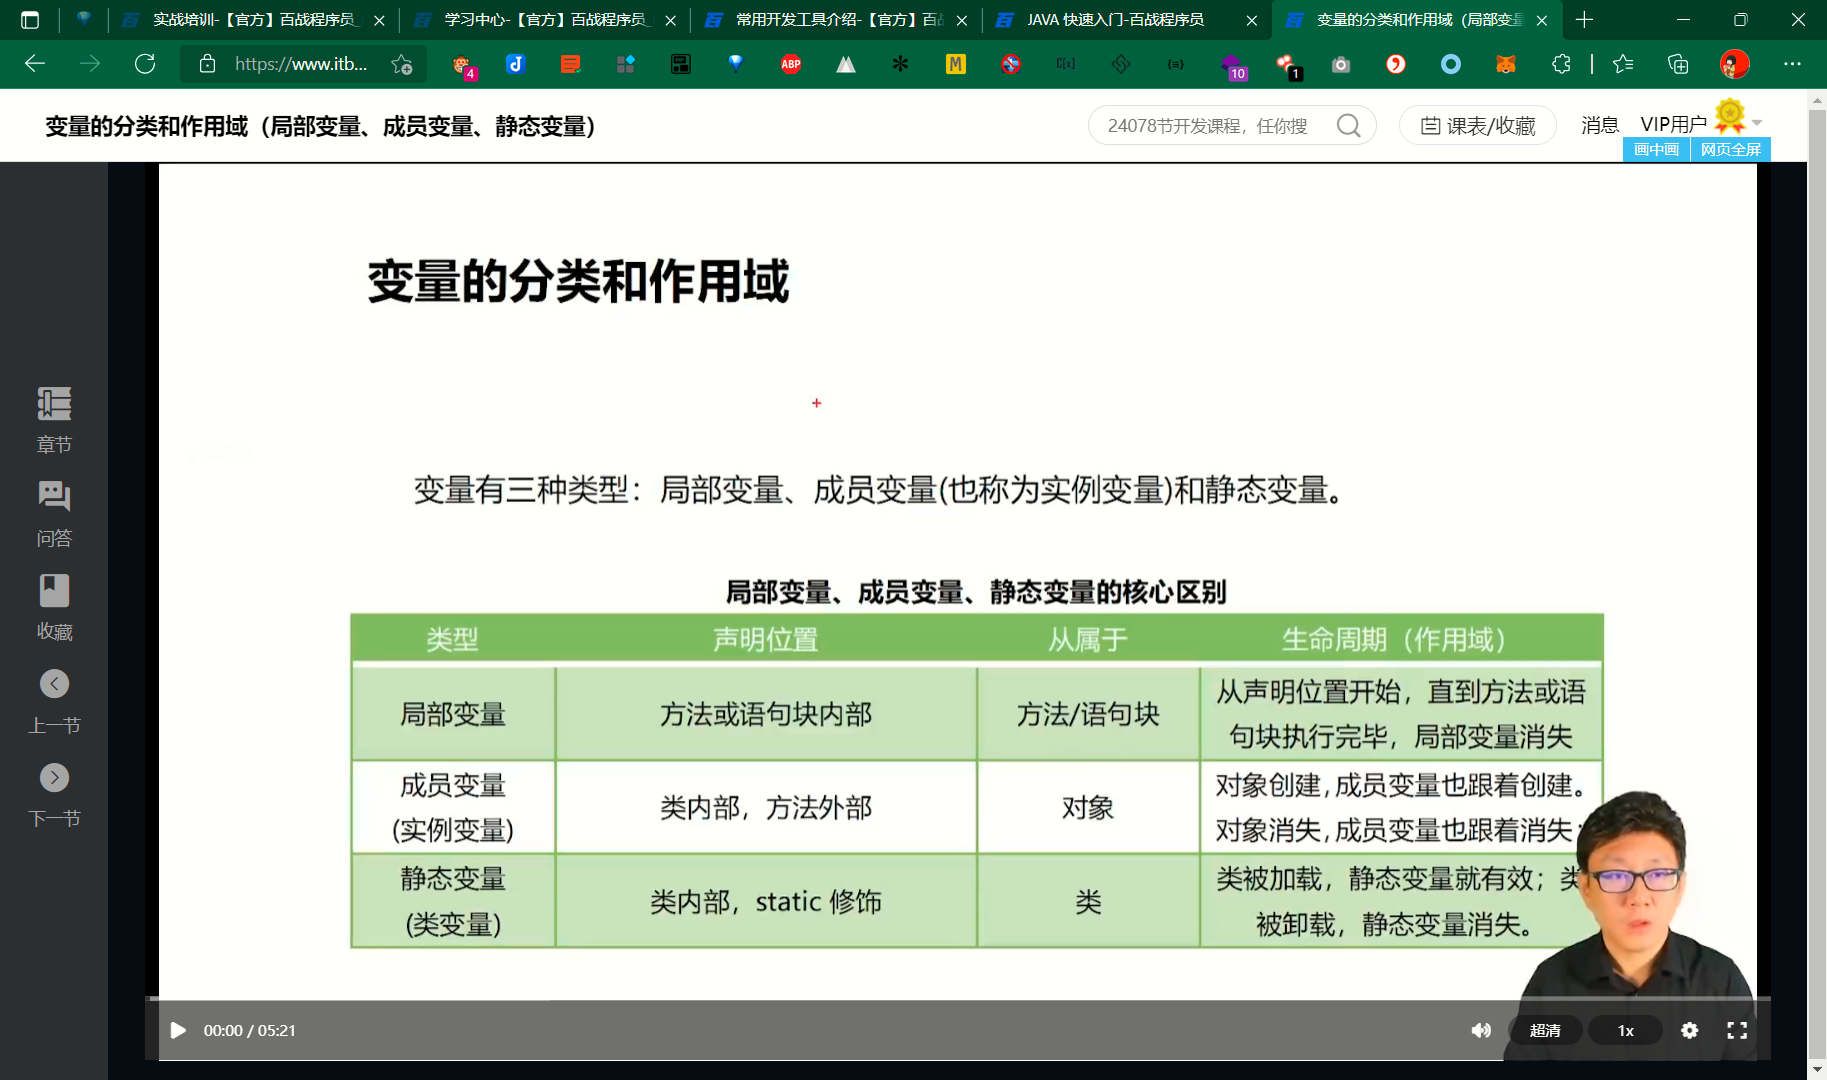 实战培训-【官方】百战程序员_
学习中心-【官方】百战程序员_
常用开发工具介绍-【官方】百战
JAVA 快速入门-百战程序员
变量的分类和作用域（局部变量
https://www.itb...
4
ABP
M
10
1
变量的分类和作用域（局部变量、成员变量、静态变量）
24078节开发课程，任你搜
课表/收藏
消息
VIP用户
画中画
网页全屏
章节
问答
收藏
上一节
下一节
变量的分类和作用域
变量有三种类型：局部变量、成员变量(也称为实例变量)和静态变量。
局部变量、成员变量、静态变量的核心区别
类型 声明位置 从属于 生命周期（作用域）
局部变量 方法或语句块内部 方法/语句块 从声明位置开始，直到方法或语
句块执行完毕，局部变量消失
成员变量
(实例变量) 类内部，方法外部 对象 对象创建,成员变量也跟着创建。
对象消失,成员变量也跟着消失;
静态变量
(类变量) 类内部，static 修饰 类 类被加载，静态变量就有效；类
被卸载，静态变量消失。
00:00 / 05:21
超清
1x